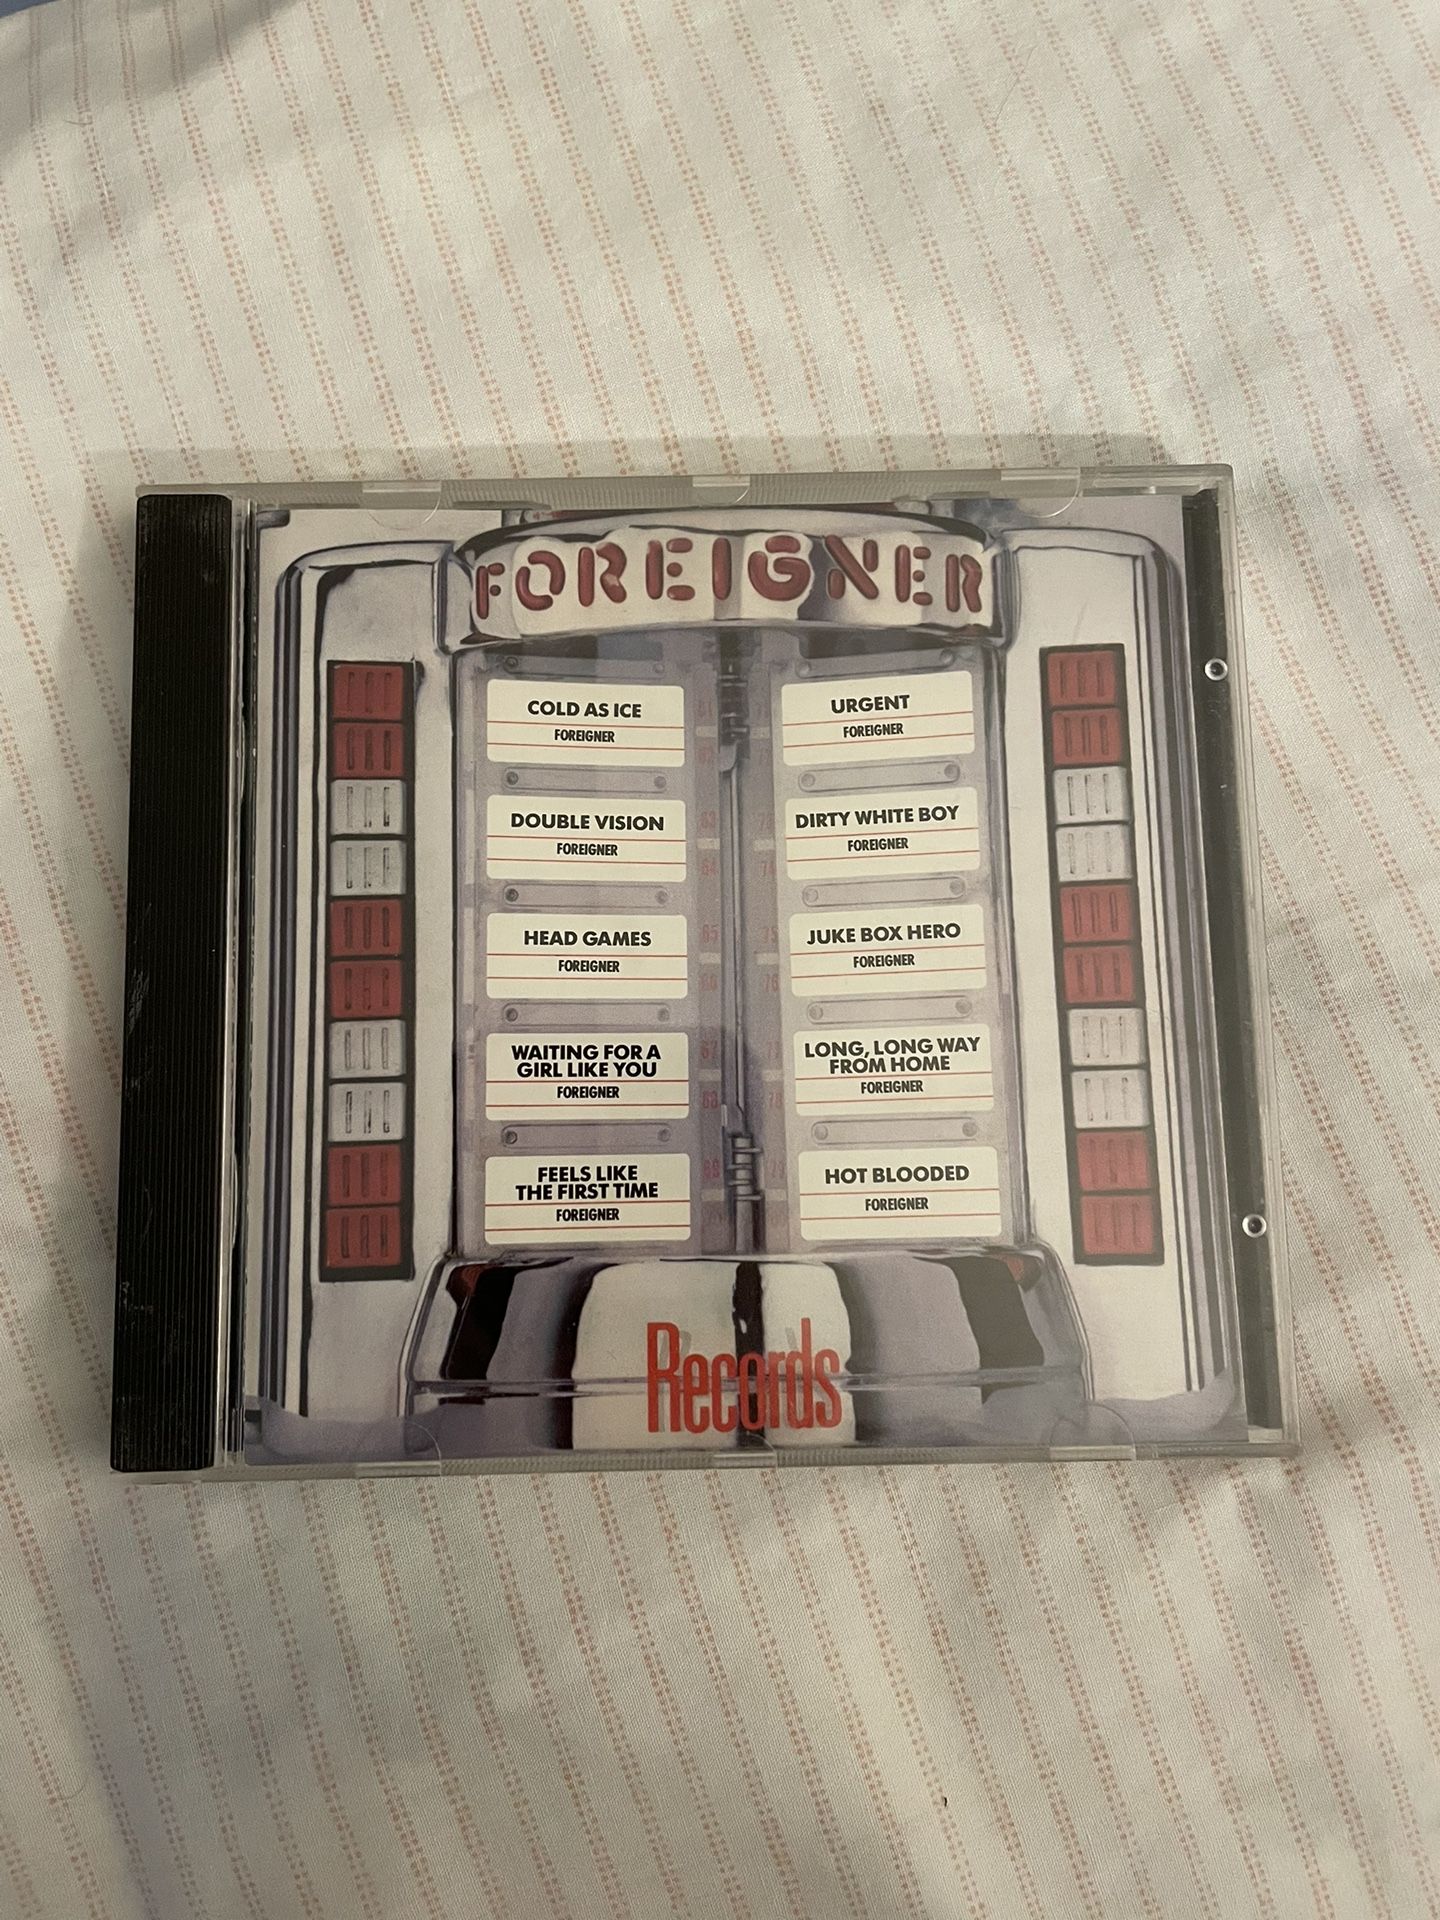 FOREIGNER
COLD AS ICE
FOREIGNER
DOUBLE VISION
FOREIGNER
HEAD GAMES
FOREIGNER
WAITING FOR A
GIRL LIKE YOU
FOREIGNER
FEELS LIKE
THE FIRST TIME
FOREIGNER
URGENT
FOREIGNER
DIRTY WHITE BOY
FOREIGNER
JUKE BOX HERO
FOREIGNER
LONG, LONG WAY
FROM HOME
FOREIGNER
HOT BLOODED
FOREIGNER
Records